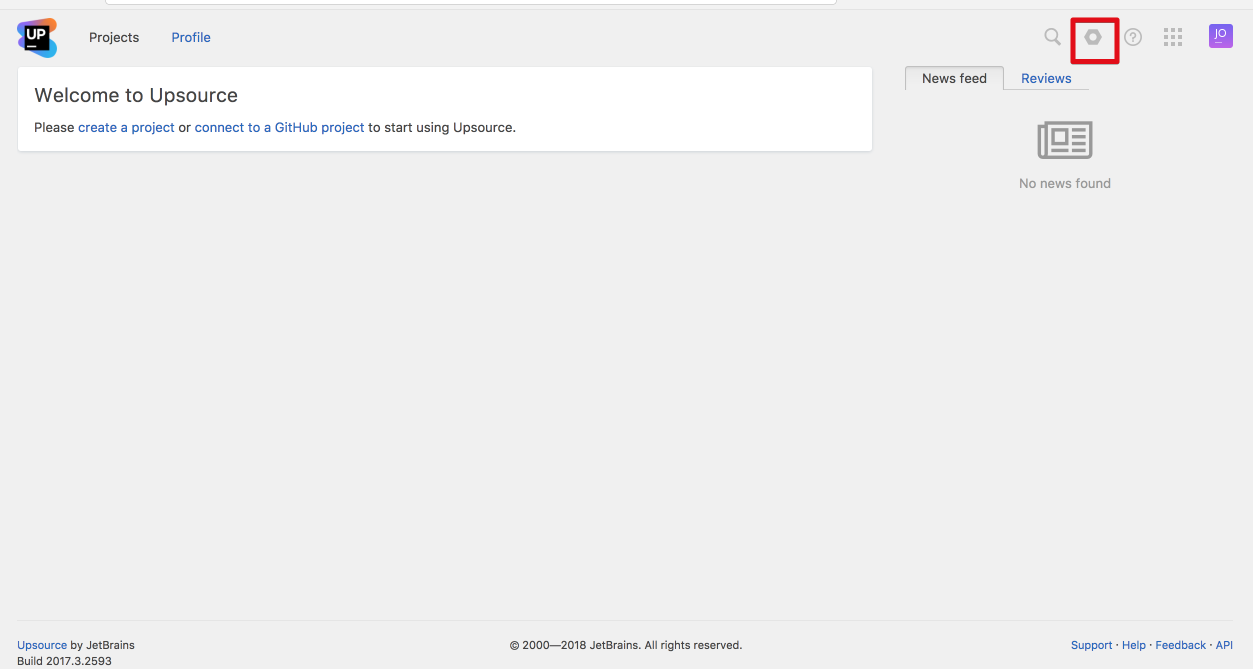 UP
Projects
Profile
JO
Welcome to Upsource
Please create a project or connect to a GitHub project to start using Upsource.
News feed
Reviews
No news found
Upsource by JetBrains
Build 2017.3.2593
© 2000—2018 JetBrains. All rights reserved.
Support · Help · Feedback · API